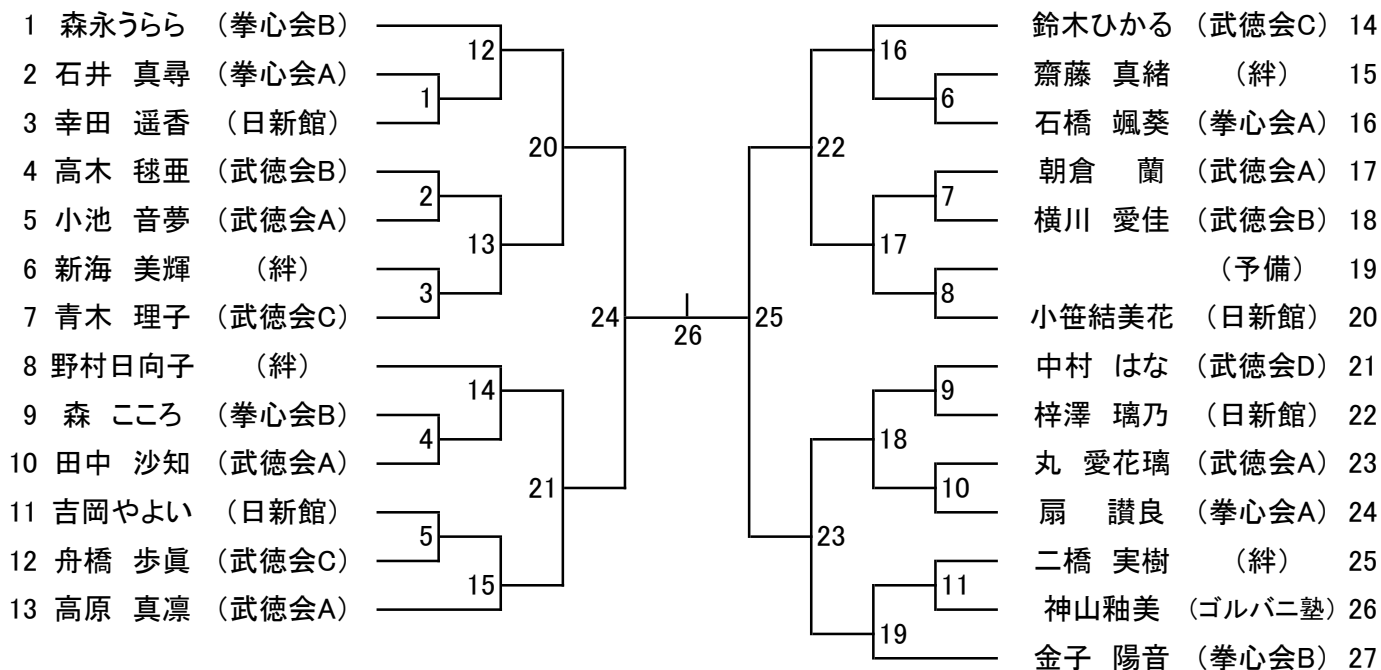 1 森永うらら (拳心会B)
2 石井 真尋 (拳心会A)
3 幸田 遥香 (日新館)
4 高木 毬亜 (武徳会B)
5 小池 音夢 (武徳会A)
6 新海 美輝 (絆)
7 青木 理子 (武徳会C)
8 野村日向子 (絆)
9 森 こころ (拳心会B)
10 田中 沙知 (武徳会A)
11 吉岡やよい (日新館)
12 舟橋 歩眞 (武徳会C)
13 高原 真凛 (武徳会A)
12
1
20
2
13
3
24
14
4
21
5
15
26
16
6
22
7
17
8
25
9
18
10
23
11
19
鈴木ひかる (武徳会C) 14
齋藤 真緒 (絆) 15
石橋 颯葵 (拳心会A) 16
朝倉 蘭 (武徳会A) 17
横川 愛佳 (武徳会B) 18
(予備) 19
小笹結美花 (日新館) 20
中村 はな (武徳会D) 21
梓澤 璃乃 (日新館) 22
丸 愛花璃 (武徳会A) 23
扇 讃良 (拳心会A) 24
二橋 実樹 (絆) 25
神山釉美 (ゴルバニ塾) 26
金子 陽音 (拳心会B) 27